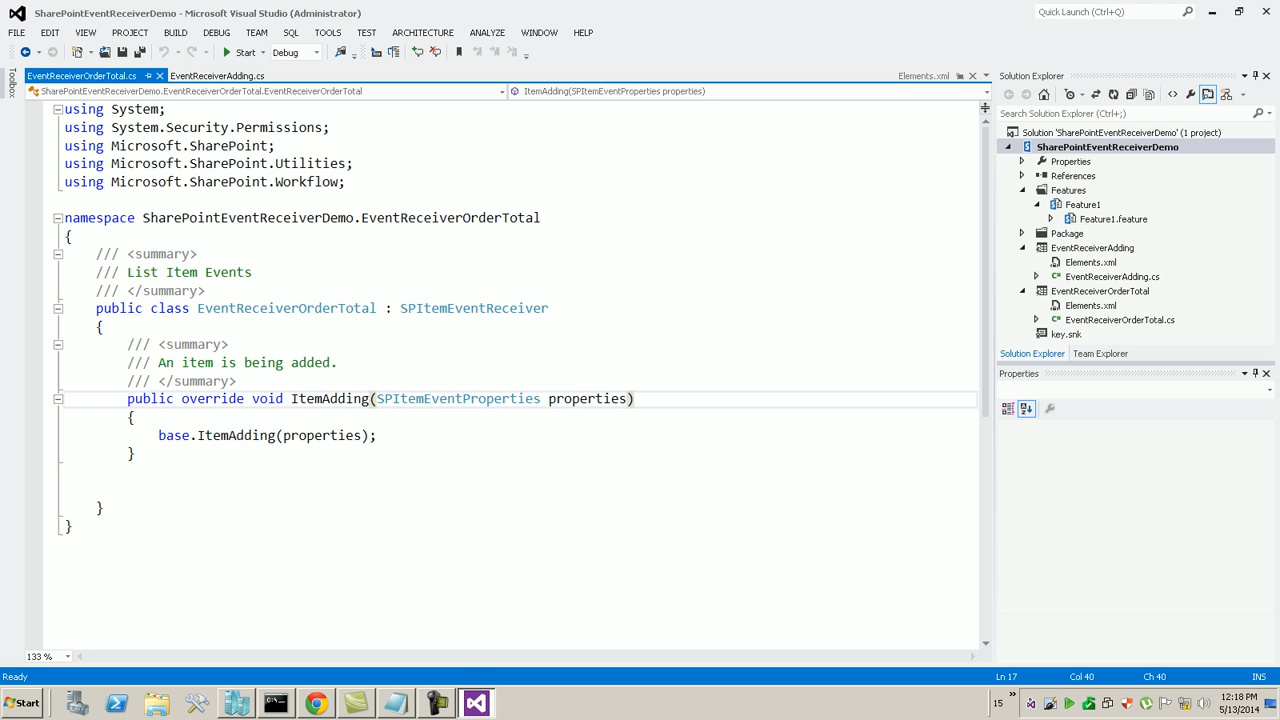 SharePointEventReceiverDemo - Microsoft Visual Studio (Administrator)
Quick Launch (Ctrl+Q)
FILE EDIT VIEW PROJECT BUILD DEBUG TEAM SQL TOOLS TEST ARCHITECTURE ANALYZE WINDOW HELP
Start Debug
Toolbox
EventReceiverOrderTotal.cs EventReceiverAdding.cs Elements.xml
SharePointEventReceiverDemo.EventReceiverOrderTotal.EventReceiverOrderTotal ItemAdding(SPItemEventProperties properties)
using System;
using System.Security.Permissions;
using Microsoft.SharePoint;
using Microsoft.SharePoint.Utilities;
using Microsoft.SharePoint.Workflow;
namespace SharePointEventReceiverDemo.EventReceiverOrderTotal
{
/// <summary>
/// List Item Events
/// </summary>
public class EventReceiverOrderTotal : SPItemEventReceiver
{
/// <summary>
/// An item is being added.
/// </summary>
public override void ItemAdding(SPItemEventProperties properties)
{
base.ItemAdding(properties);
}
}
}
133 %
Solution Explorer
Search Solution Explorer (Ctrl+;)
Solution 'SharePointEventReceiverDemo' (1 project)
SharePointEventReceiverDemo
Properties
References
Features
Feature1
Feature1.feature
Package
EventReceiverAdding
Elements.xml
EventReceiverAdding.cs
EventReceiverOrderTotal
Elements.xml
EventReceiverOrderTotal.cs
key.snk
Solution Explorer Team Explorer
Properties
Ready Ln 17 Col 40 Ch 40 INS
Start 15 12:18 PM
5/13/2014